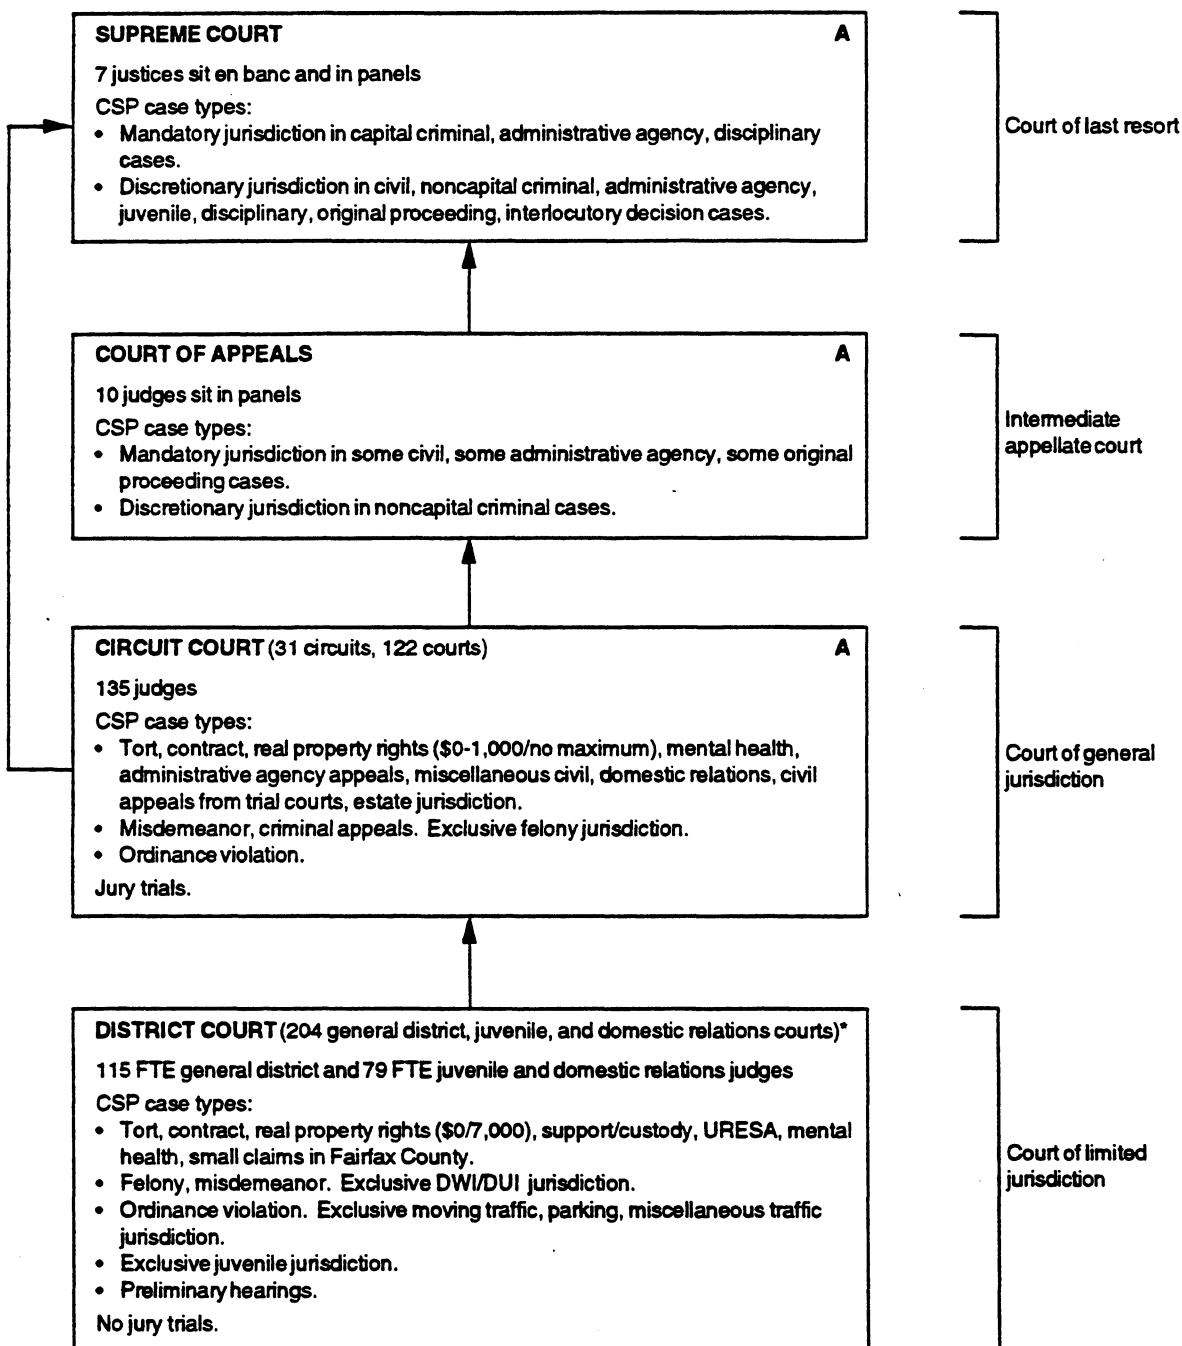 SUPREME COURT A
7 justices sit en banc and in panels
CSP case types:
• Mandatory jurisdiction in capital criminal, administrative agency, disciplinary
cases.
• Discretionary jurisdiction in civil, noncapital criminal, administrative agency,
juvenile, disciplinary, original proceeding, interlocutory decision cases.
Court of last resort
COURT OF APPEALS A
10 judges sit in panels
CSP case types:
• Mandatory jurisdiction in some civil, some administrative agency, some original
proceeding cases.
• Discretionary jurisdiction in noncapital criminal cases.
Intermediate
appellate court
CIRCUIT COURT (31 circuits, 122 courts) A
135 judges
CSP case types:
• Tort, contract, real property rights ($0-1,000/no maximum), mental health,
administrative agency appeals, miscellaneous civil, domestic relations, civil
appeals from trial courts, estate jurisdiction.
• Misdemeanor, criminal appeals. Exclusive felony jurisdiction.
• Ordinance violation.
Jury trials.
Court of general
jurisdiction
DISTRICT COURT (204 general district, juvenile, and domestic relations courts)*
115 FTE general district and 79 FTE juvenile and domestic relations judges
CSP case types:
• Tort, contract, real property rights ($0/7,000), support/custody, URESA, mental
health, small claims in Fairfax County.
• Felony, misdemeanor. Exclusive DWI/DUI jurisdiction.
• Ordinance violation. Exclusive moving traffic, parking, miscellaneous traffic
jurisdiction.
• Exclusive juvenile jurisdiction.
• Preliminary hearings.
No jury trials.
Court of limited
jurisdiction